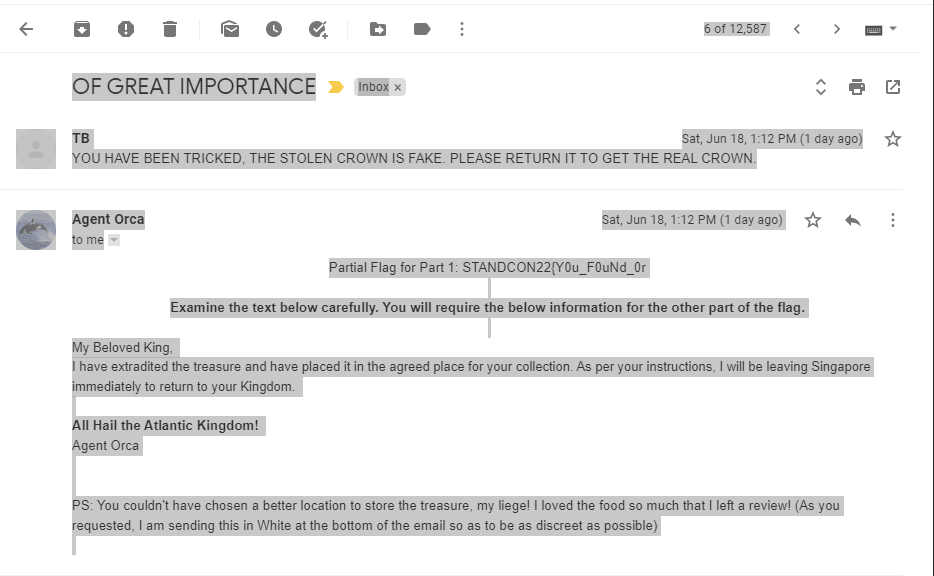 6 of 12,587
OF GREAT IMPORTANCE Inbox ×
TB Sat, Jun 18, 1:12 PM (1 day ago)
YOU HAVE BEEN TRICKED, THE STOLEN CROWN IS FAKE. PLEASE RETURN IT TO GET THE REAL CROWN.
Agent Orca Sat, Jun 18, 1:12 PM (1 day ago)
to me
Partial Flag for Part 1: STANDCON22{Y0u_F0uNd_0r
Examine the text below carefully. You will require the below information for the other part of the flag.
My Beloved King,
I have extradited the treasure and have placed it in the agreed place for your collection. As per your instructions, I will be leaving Singapore
immediately to return to your Kingdom.
All Hail the Atlantic Kingdom!
Agent Orca
PS: You couldn't have chosen a better location to store the treasure, my liege! I loved the food so much that I left a review! (As you
requested, I am sending this in White at the bottom of the email so as to be as discreet as possible)